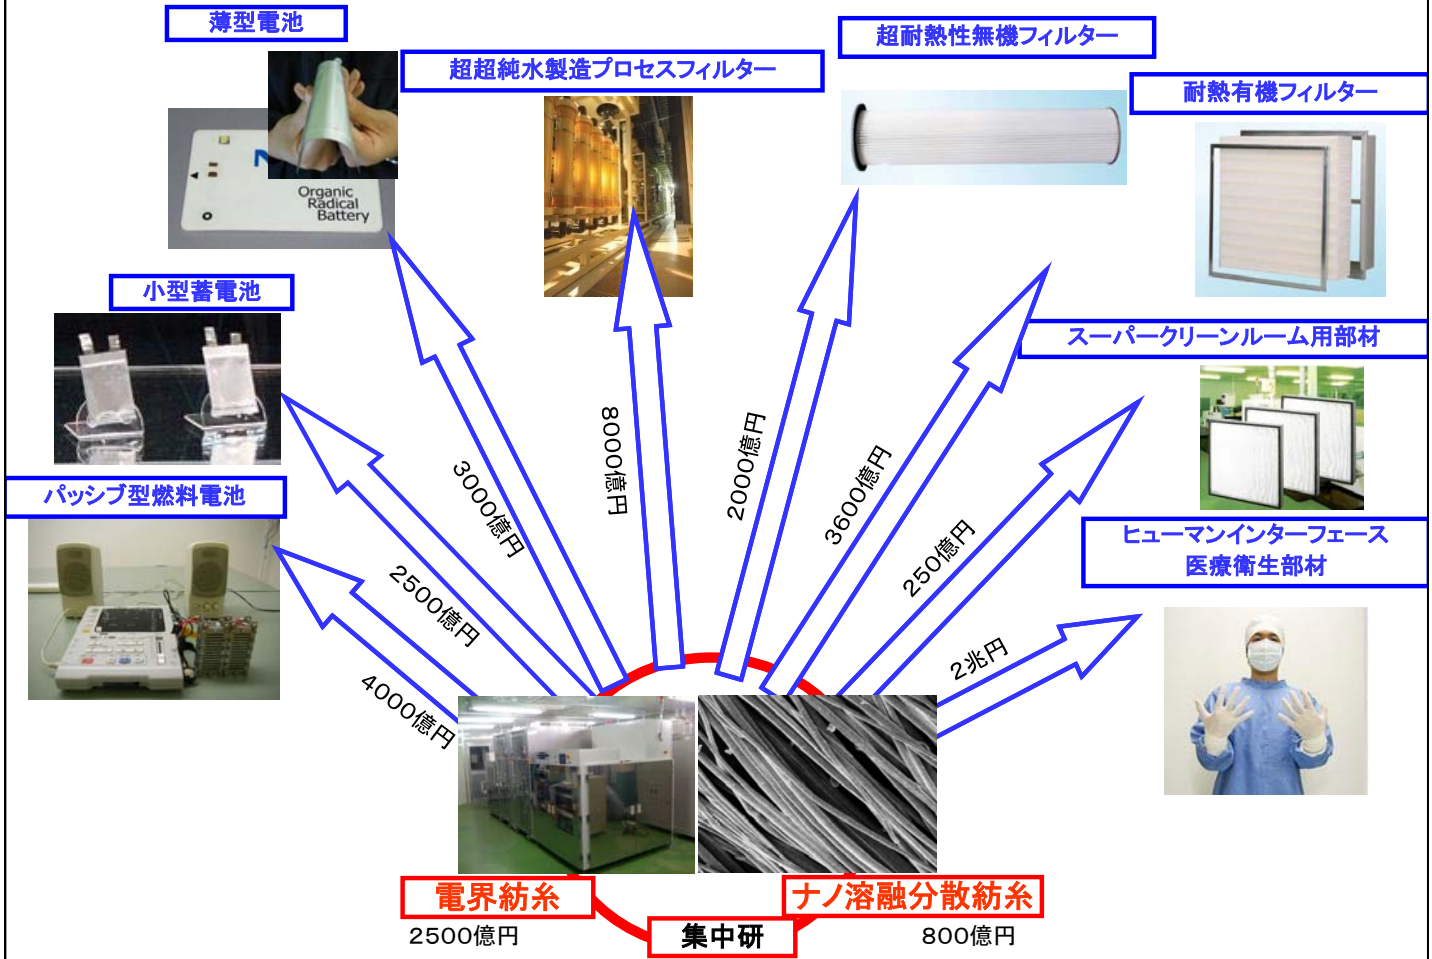 薄型電池
超超純水製造プロセスフィルター
超耐熱性無機フィルター
耐熱有機フィルター
Organic
Radical
Battery
小型蓄電池
スーパークリーンルーム用部材
パッシブ型燃料電池
ヒューマンインターフェース
医療衛生部材
4000億円
2500億円
3000億円
8000億円
2000億円
3600億円
250億円
2兆円
電界紡糸
ナノ溶融分散紡糸
2500億円
集中研
800億円